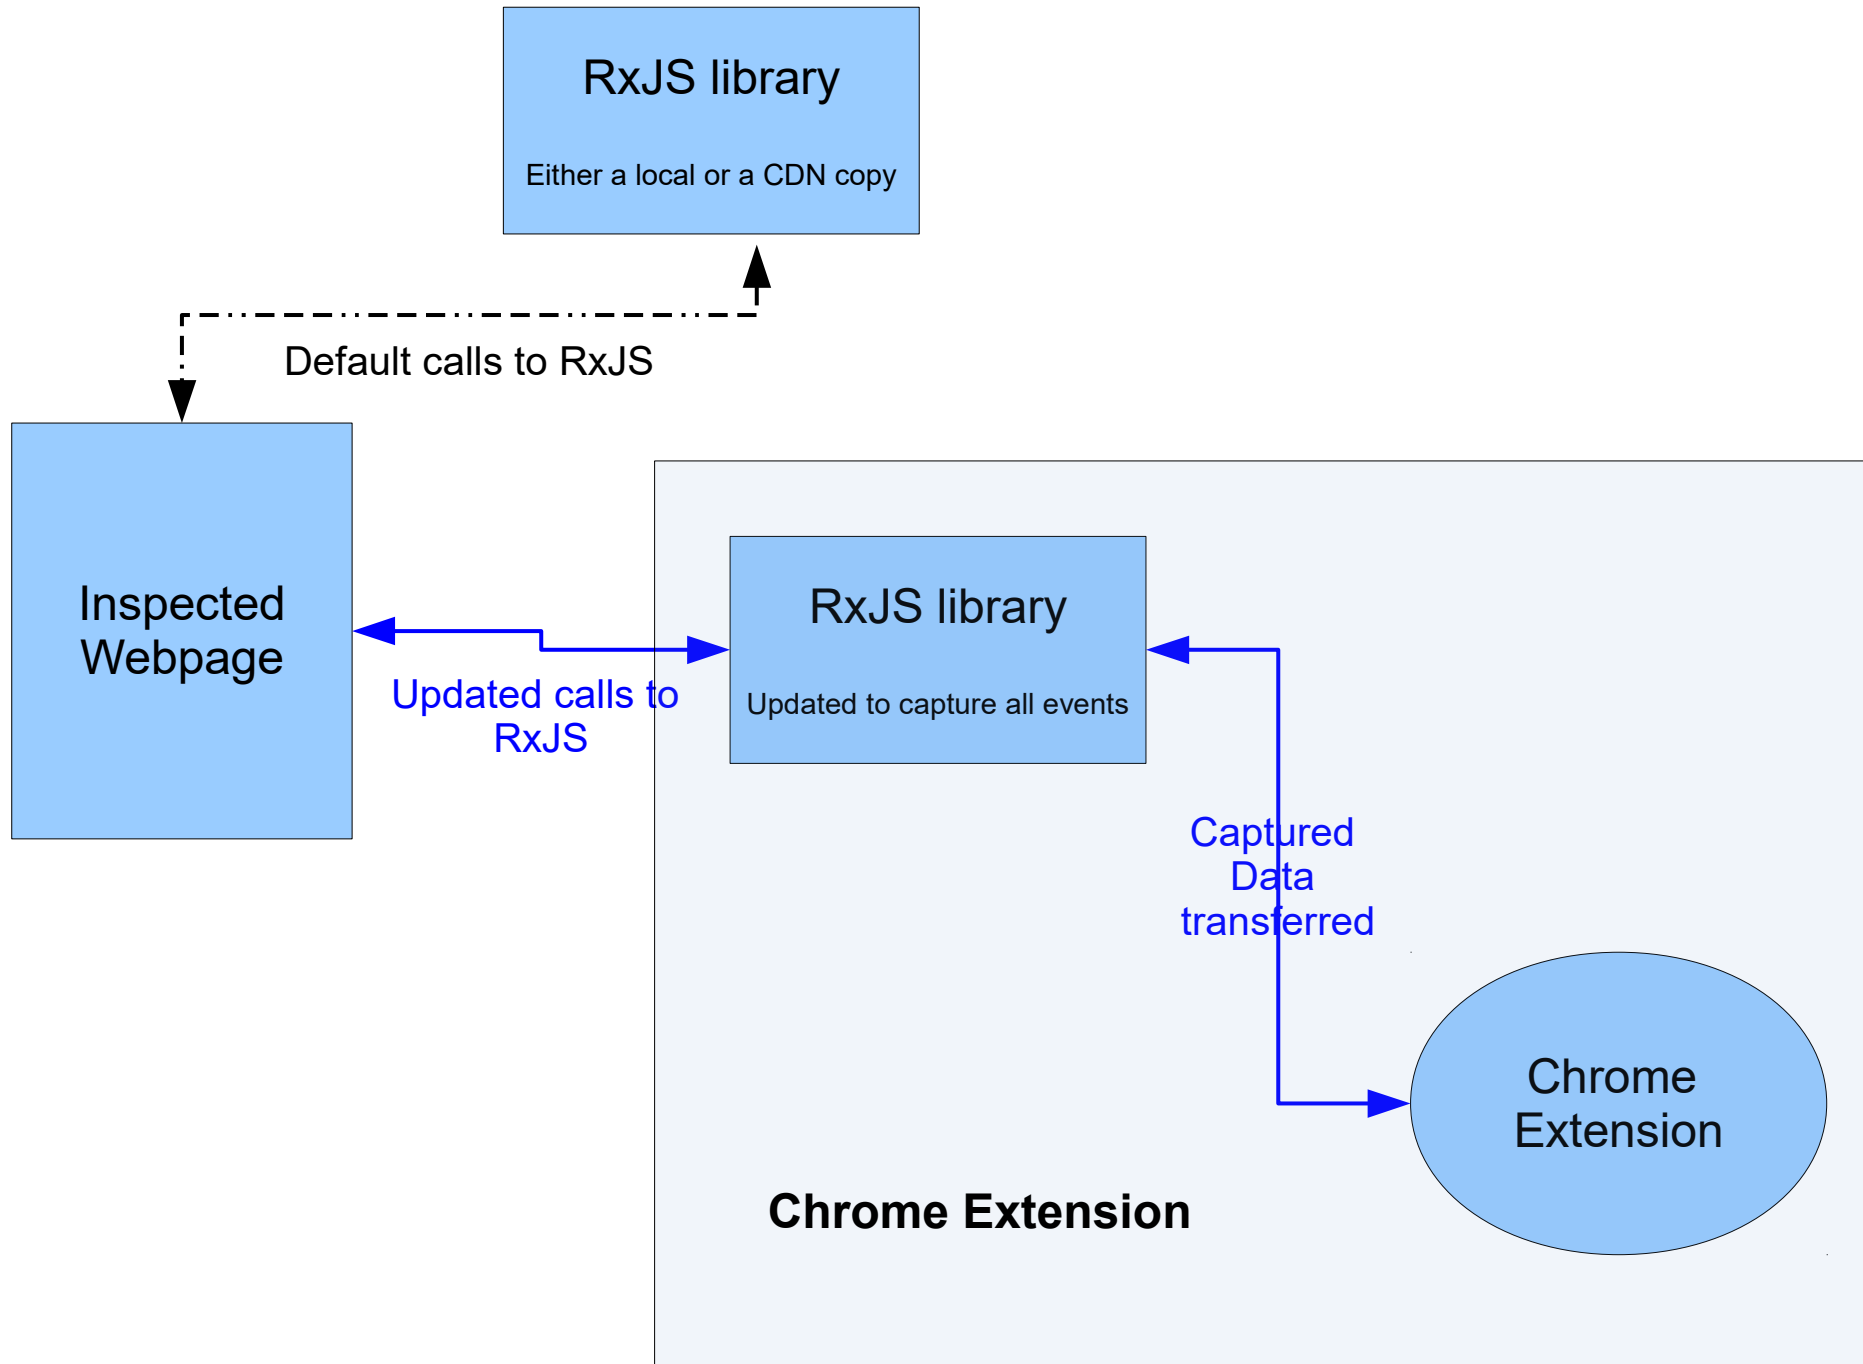 RxJS library
Either a local or a CDN copy
Default calls to RxJS
Inspected
Webpage
Updated calls to
RxJS
RxJS library
Updated to capture all events
Captured
Data
transferred
Chrome
Extension
Chrome Extension